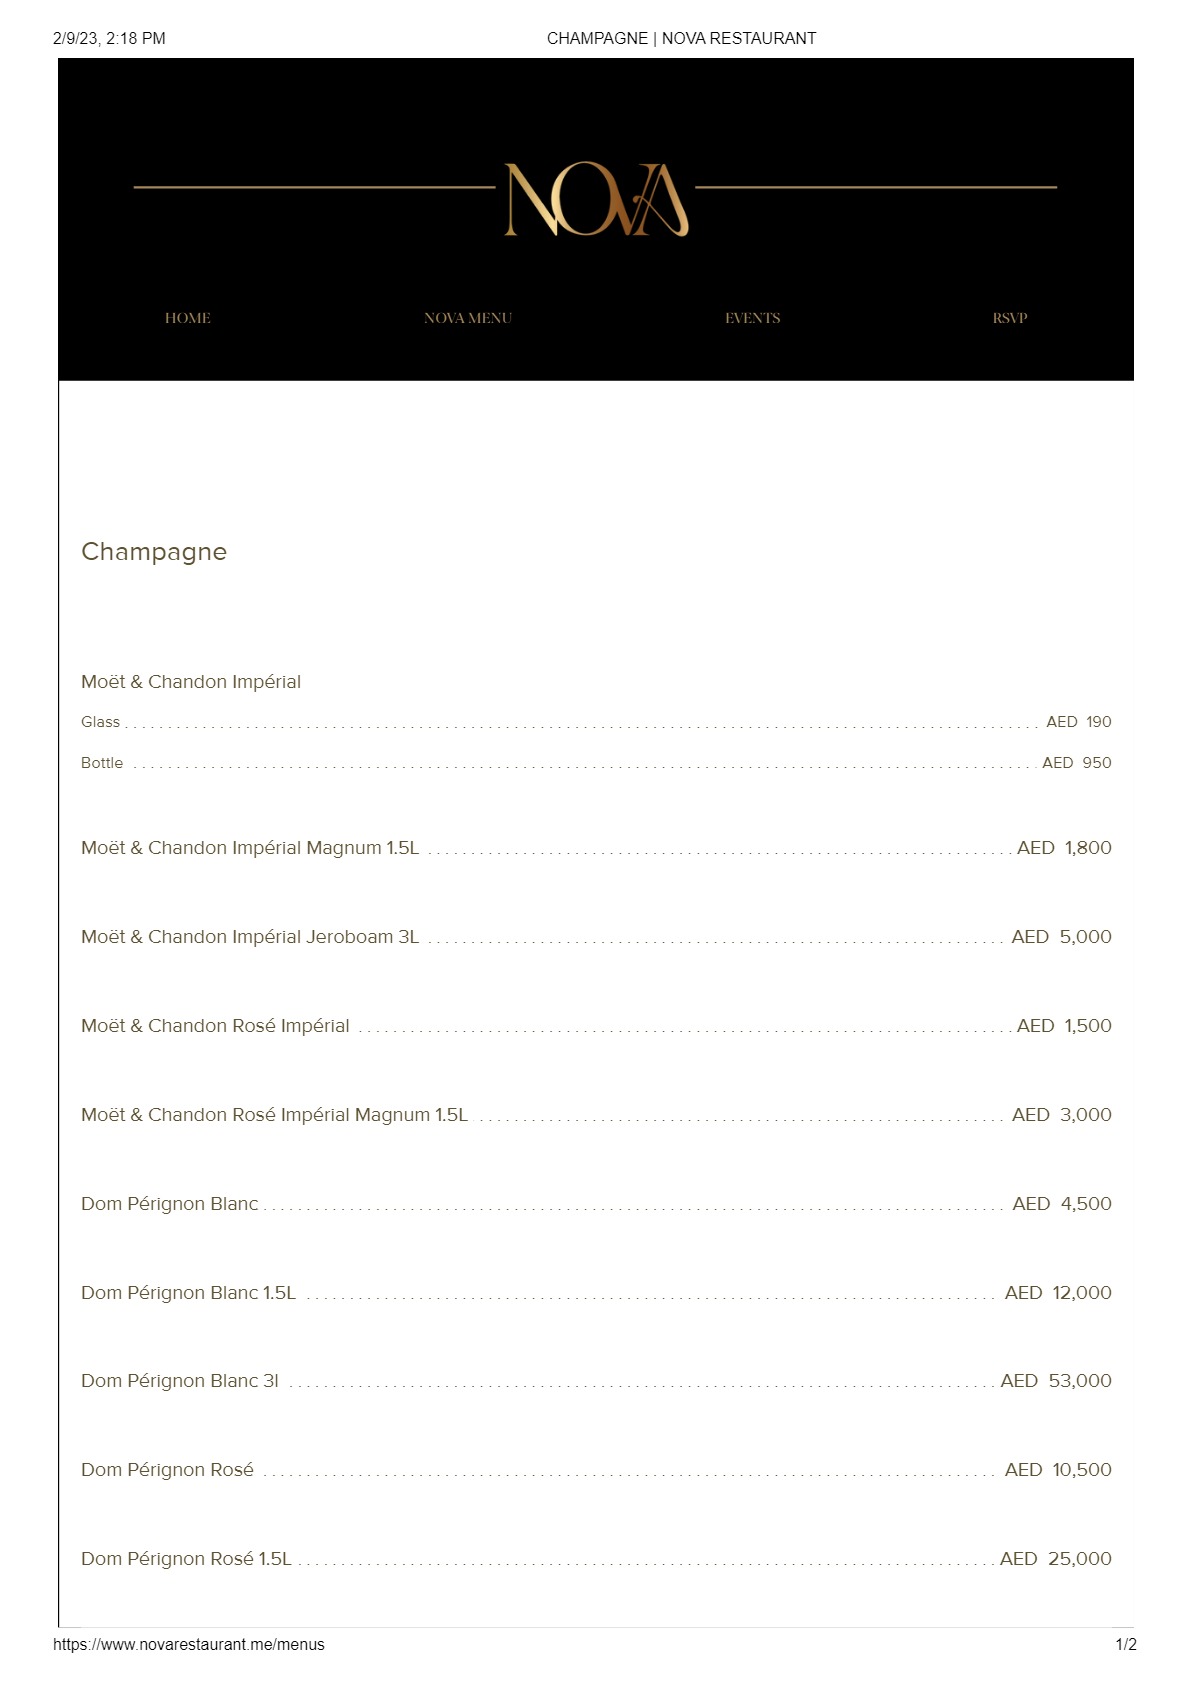 2/9/23, 2:18 PM CHAMPAGNE | NOVA RESTAURANT
NOVA
HOME NOVA MENU EVENTS RSVP
Champagne
Moët & Chandon Impérial
Glass AED 190
Bottle AED 950
Moët & Chandon Impérial Magnum 1.5L AED 1,800
Moët & Chandon Impérial Jeroboam 3L AED 5,000
Moët & Chandon Rosé Impérial AED 1,500
Moët & Chandon Rosé Impérial Magnum 1.5L AED 3,000
Dom Pérignon Blanc AED 4,500
Dom Pérignon Blanc 1.5L AED 12,000
Dom Pérignon Blanc 3l AED 53,000
Dom Pérignon Rosé AED 10,500
Dom Pérignon Rosé 1.5L AED 25,000
https://www.novarestaurant.me/menus 1/2